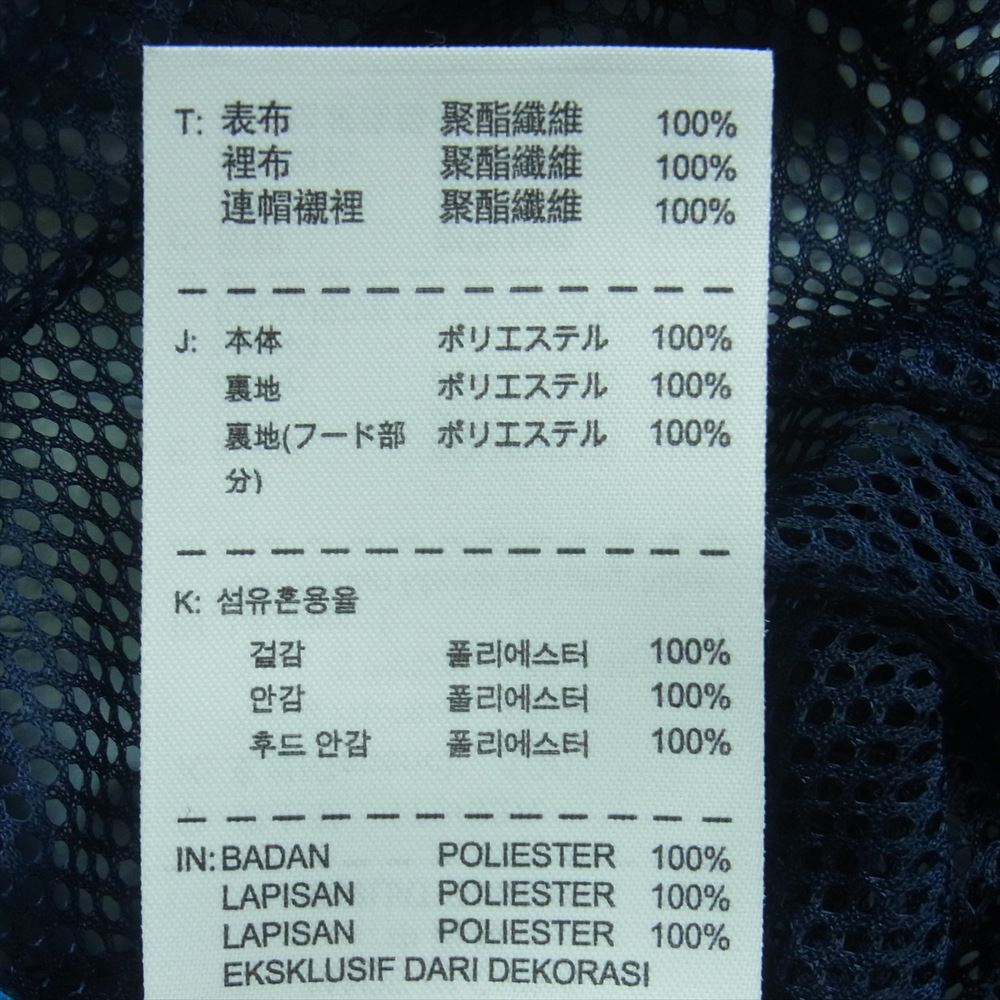 T: 表布 聚酯纖維 100%
裡布 聚酯纖維 100%
連帽襯裡 聚酯纖維 100%
J: 本体 ポリエステル 100%
裏地 ポリエステル 100%
裏地(フード部 ポリエステル 100%
分)
K: 섬유혼용율
겉감 폴리에스터 100%
안감 폴리에스터 100%
후드 안감 폴리에스터 100%
IN: BADAN POLIESTER 100%
LAPISAN POLIESTER 100%
LAPISAN POLIESTER 100%
EKSKLUSIF DARI DEKORASI